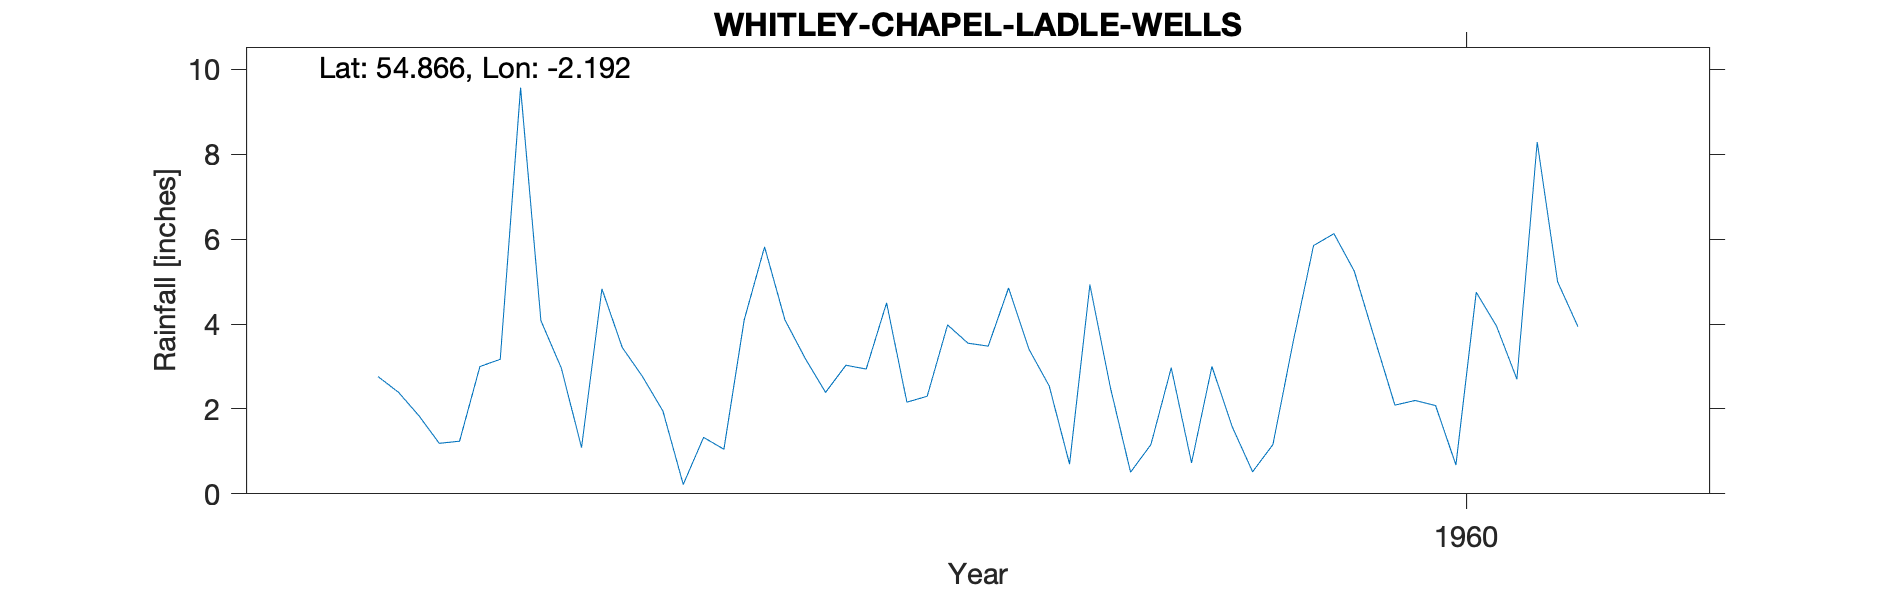 WHITLEY-CHAPEL-LADLE-WELLS
Lat: 54.866, Lon: -2.192
10
8
6
4
2
0
Rainfall [inches]
1960
Year